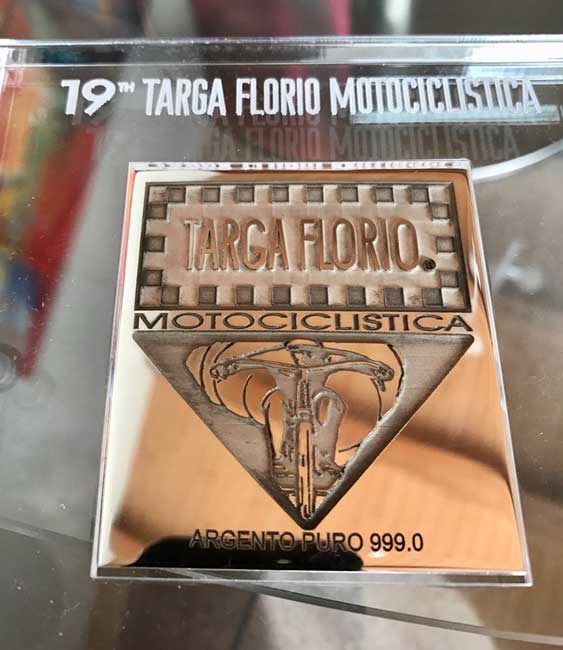 19TH TARGA FLORIO MOTOCICLISTICA
TARGA FLORIO®
MOTOCICLISTICA
ARGENTO PURO 999.0